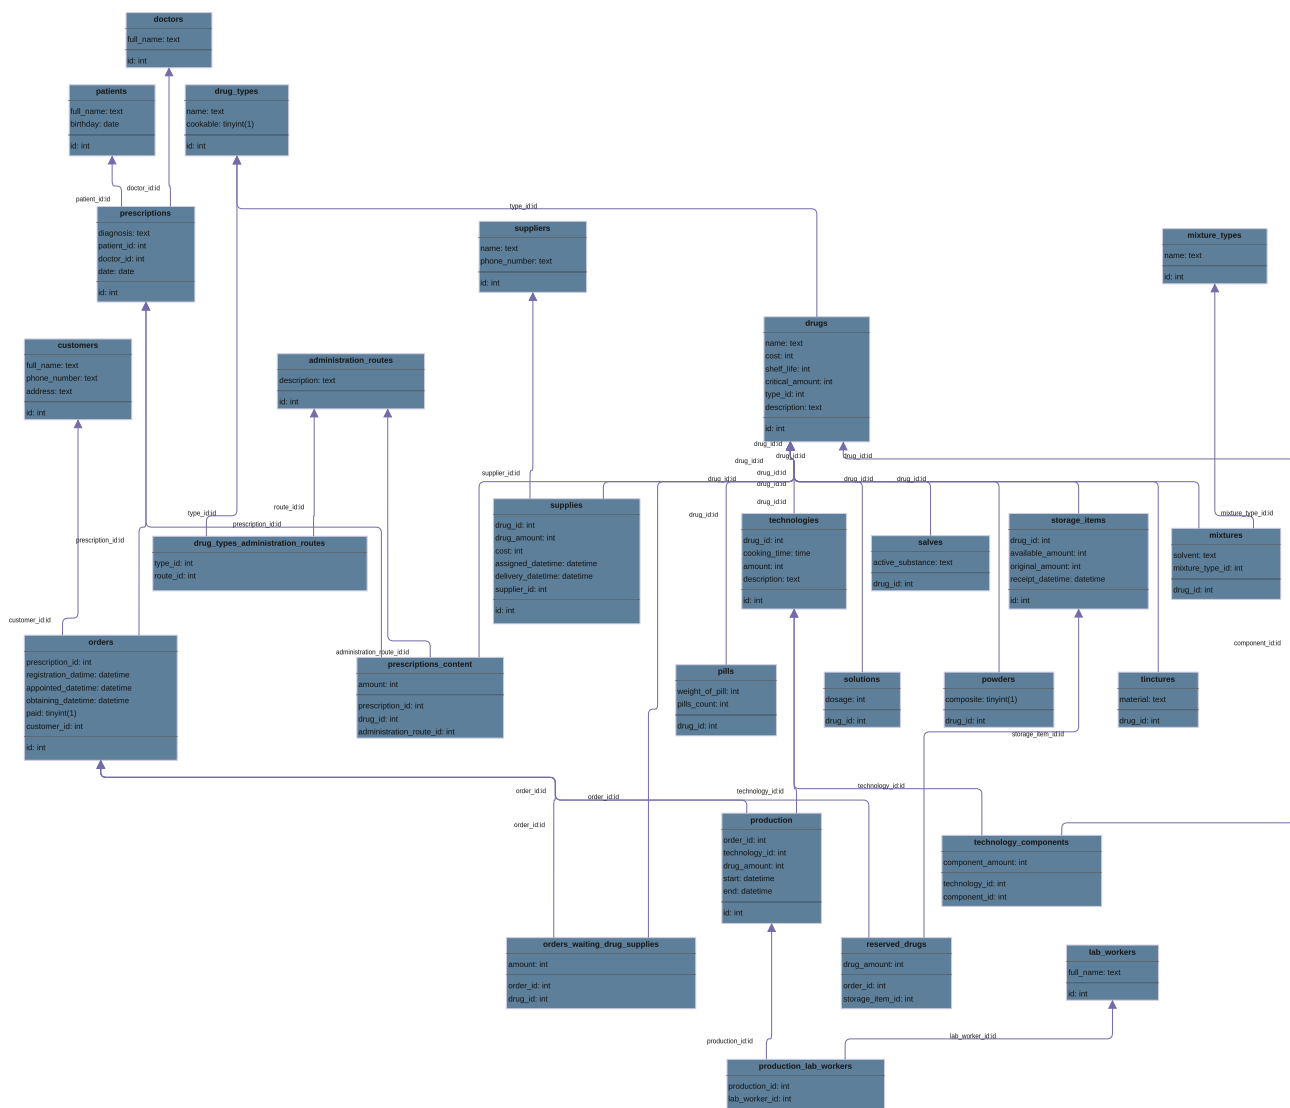 doctors
full_name: text
id: int
patients
full_name: text
birthday: date
id: int
drug_types
name: text
cookable: tinyint(1)
id: int
doctor_id:id
patient_id:id
type_id:id
prescriptions
diagnosis: text
patient_id: int
doctor_id: int
date: date
id: int
suppliers
name: text
phone_number: text
id: int
mixture_types
name: text
id: int
drugs
name: text
cost: int
shelf_life: int
critical_amount: int
type_id: int
description: text
id: int
customers
full_name: text
phone_number: text
address: text
id: int
administration_routes
description: text
id: int
drug_id:id
drug_id:id
drug_id:id
drug_id:id
supplier_id:id
drug_id:id
drug_id:id
drug_id:id
drug_id:id
drug_id:id
drug_id:id
drug_id:id
type_id:id
route_id:id
prescription_id:id
prescription_id:id
mixture_type_id:id
supplies
drug_id: int
drug_amount: int
cost: int
assigned_datetime: datetime
delivery_datetime: datetime
supplier_id: int
id: int
technologies
drug_id: int
cooking_time: time
amount: int
description: text
id: int
salves
active_substance: text
drug_id: int
storage_items
drug_id: int
available_amount: int
original_amount: int
receipt_datetime: datetime
id: int
mixtures
solvent: text
mixture_type_id: int
drug_id: int
drug_types_administration_routes
type_id: int
route_id: int
customer_id:id
administration_route_id:id
component_id:id
orders
prescription_id: int
registration_datime: datetime
appointed_datetime: datetime
obtaining_datetime: datetime
paid: tinyint(1)
customer_id: int
id: int
prescriptions_content
amount: int
prescription_id: int
drug_id: int
administration_route_id: int
pills
weight_of_pill: int
pills_count: int
drug_id: int
solutions
dosage: int
drug_id: int
powders
composite: tinyint(1)
drug_id: int
tinctures
material: text
drug_id: int
storage_item_id:id
order_id:id
order_id:id
order_id:id
technology_id:id
technology_id:id
production
order_id: int
technology_id: int
drug_amount: int
start: datetime
end: datetime
id: int
technology_components
component_amount: int
technology_id: int
component_id: int
orders_waiting_drug_supplies
amount: int
order_id: int
drug_id: int
reserved_drugs
drug_amount: int
order_id: int
storage_item_id: int
lab_workers
full_name: text
id: int
production_id:id
lab_worker_id:id
production_lab_workers
production_id: int
lab_worker_id: int